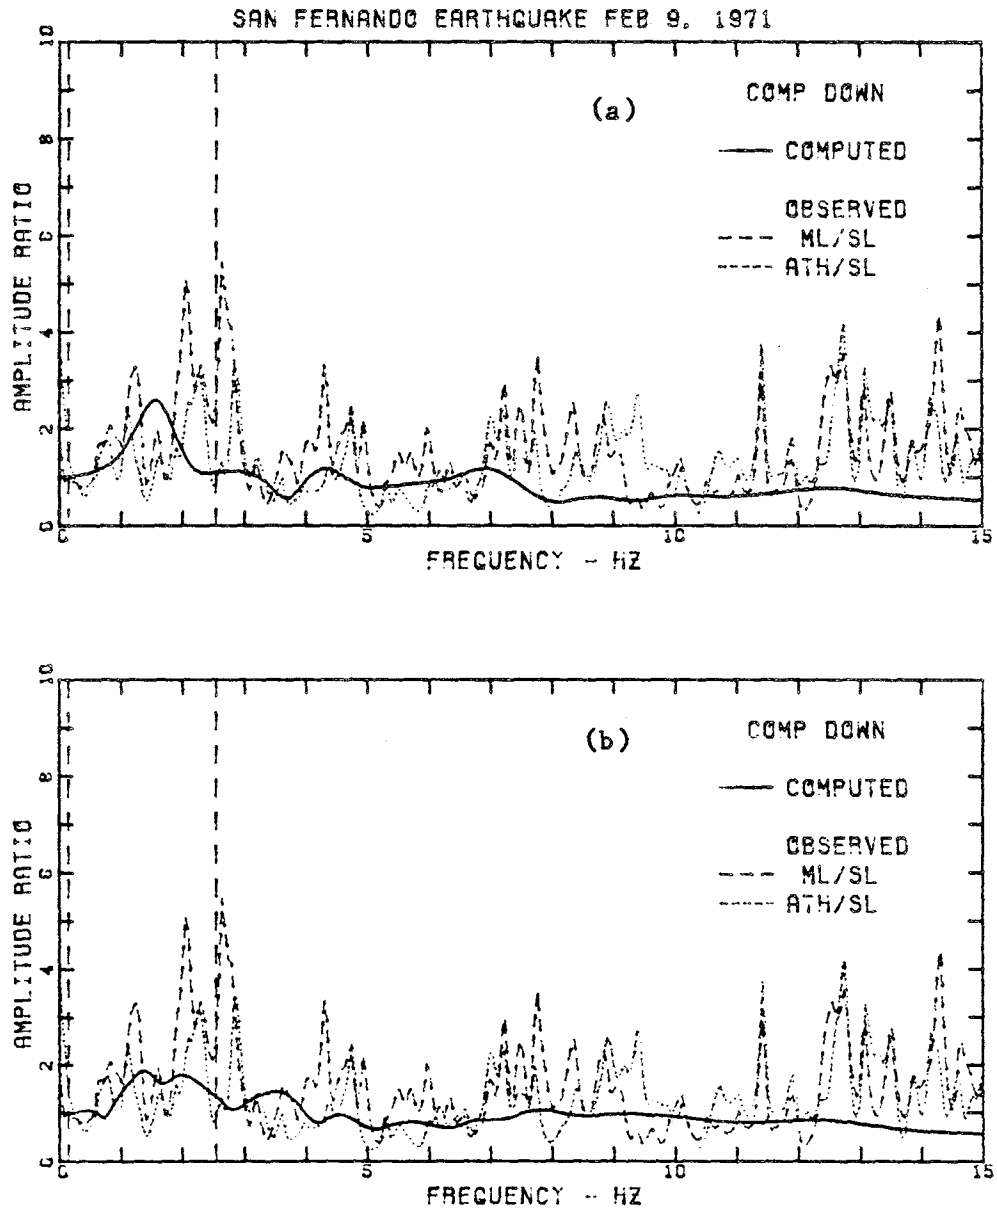 SAN FERNANDO EARTHQUAKE FEB 9, 1971
10
8
6
4
2
0
AMPLITUDE RATIO
(a)
COMP DOWN
COMPUTED
OBSERVED
ML/SL
ATH/SL
0 5 10 15
FREQUENCY - HZ
10
8
6
4
2
0
AMPLITUDE RATIO
(b)
COMP DOWN
COMPUTED
OBSERVED
ML/SL
ATH/SL
0 5 10 15
FREQUENCY - HZ